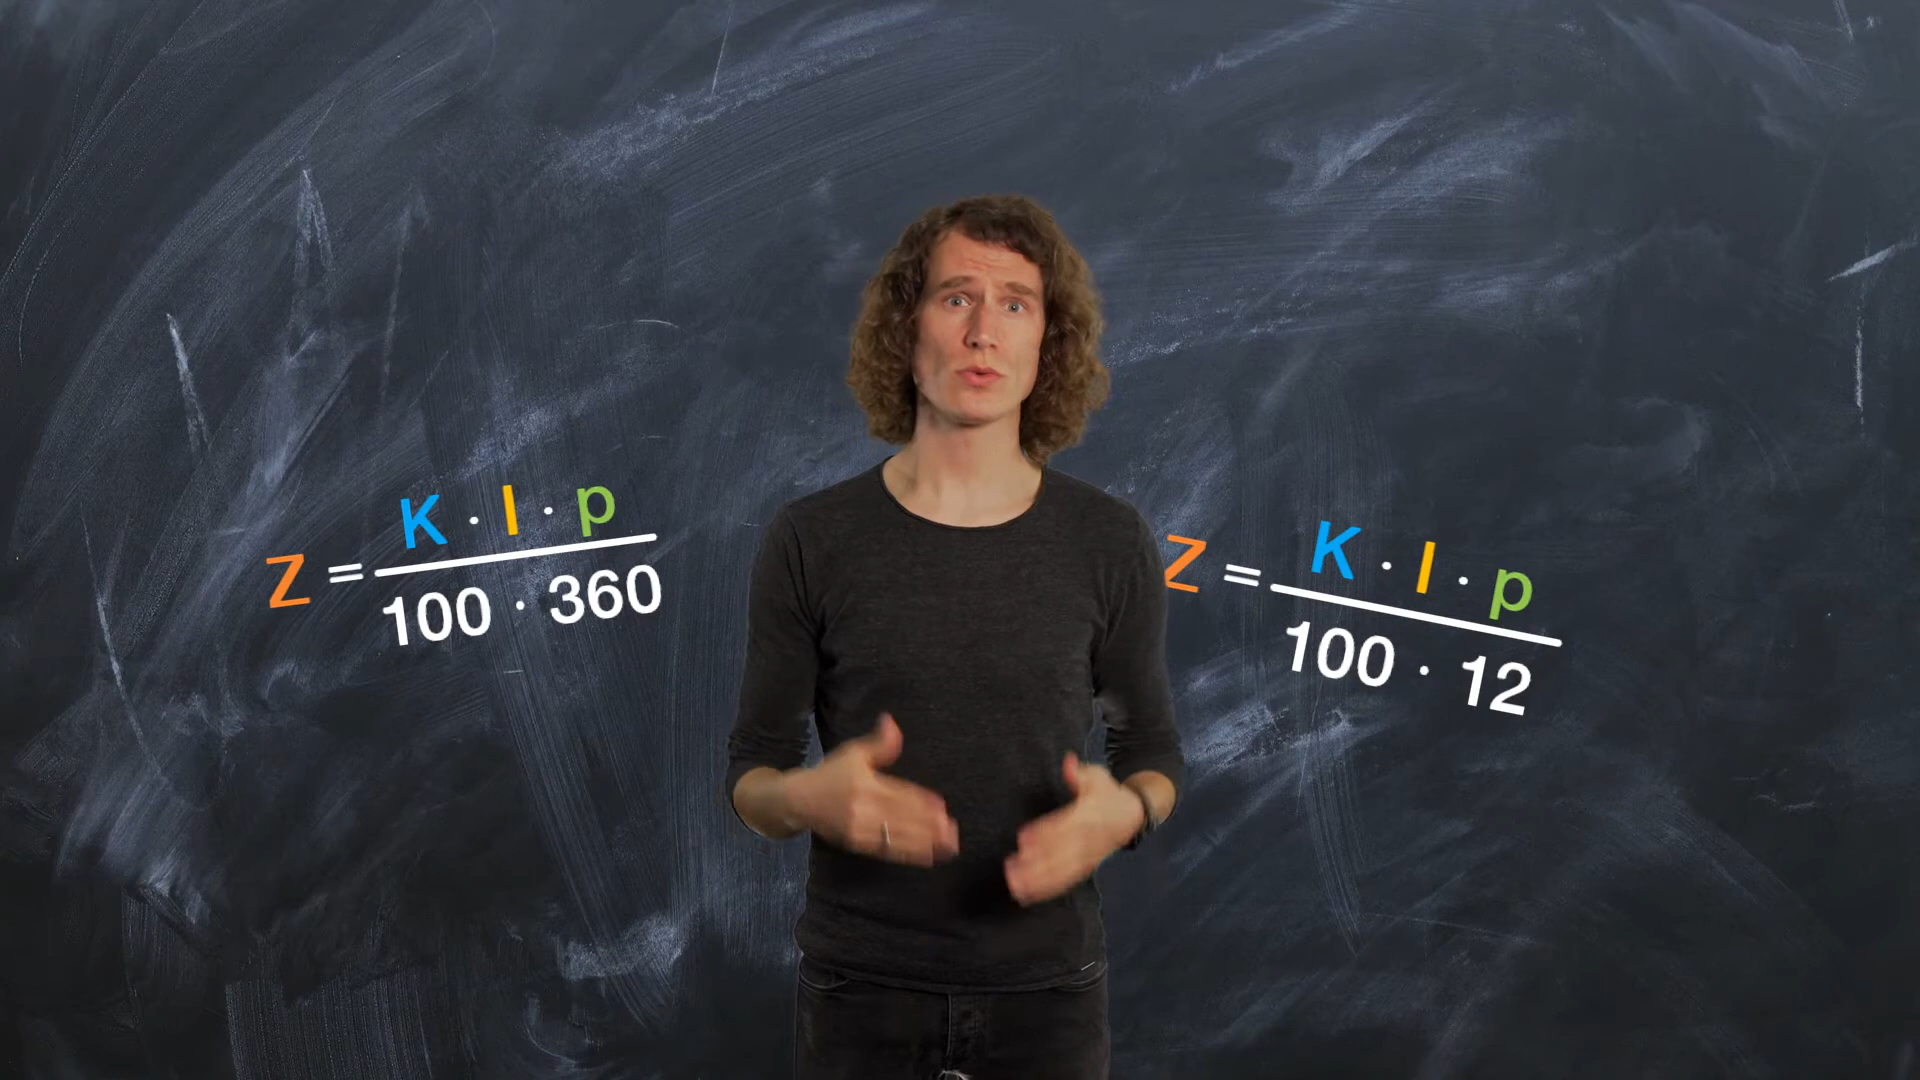 Z = K · I · p
100 · 360
Z = K · I · p
100 · 12